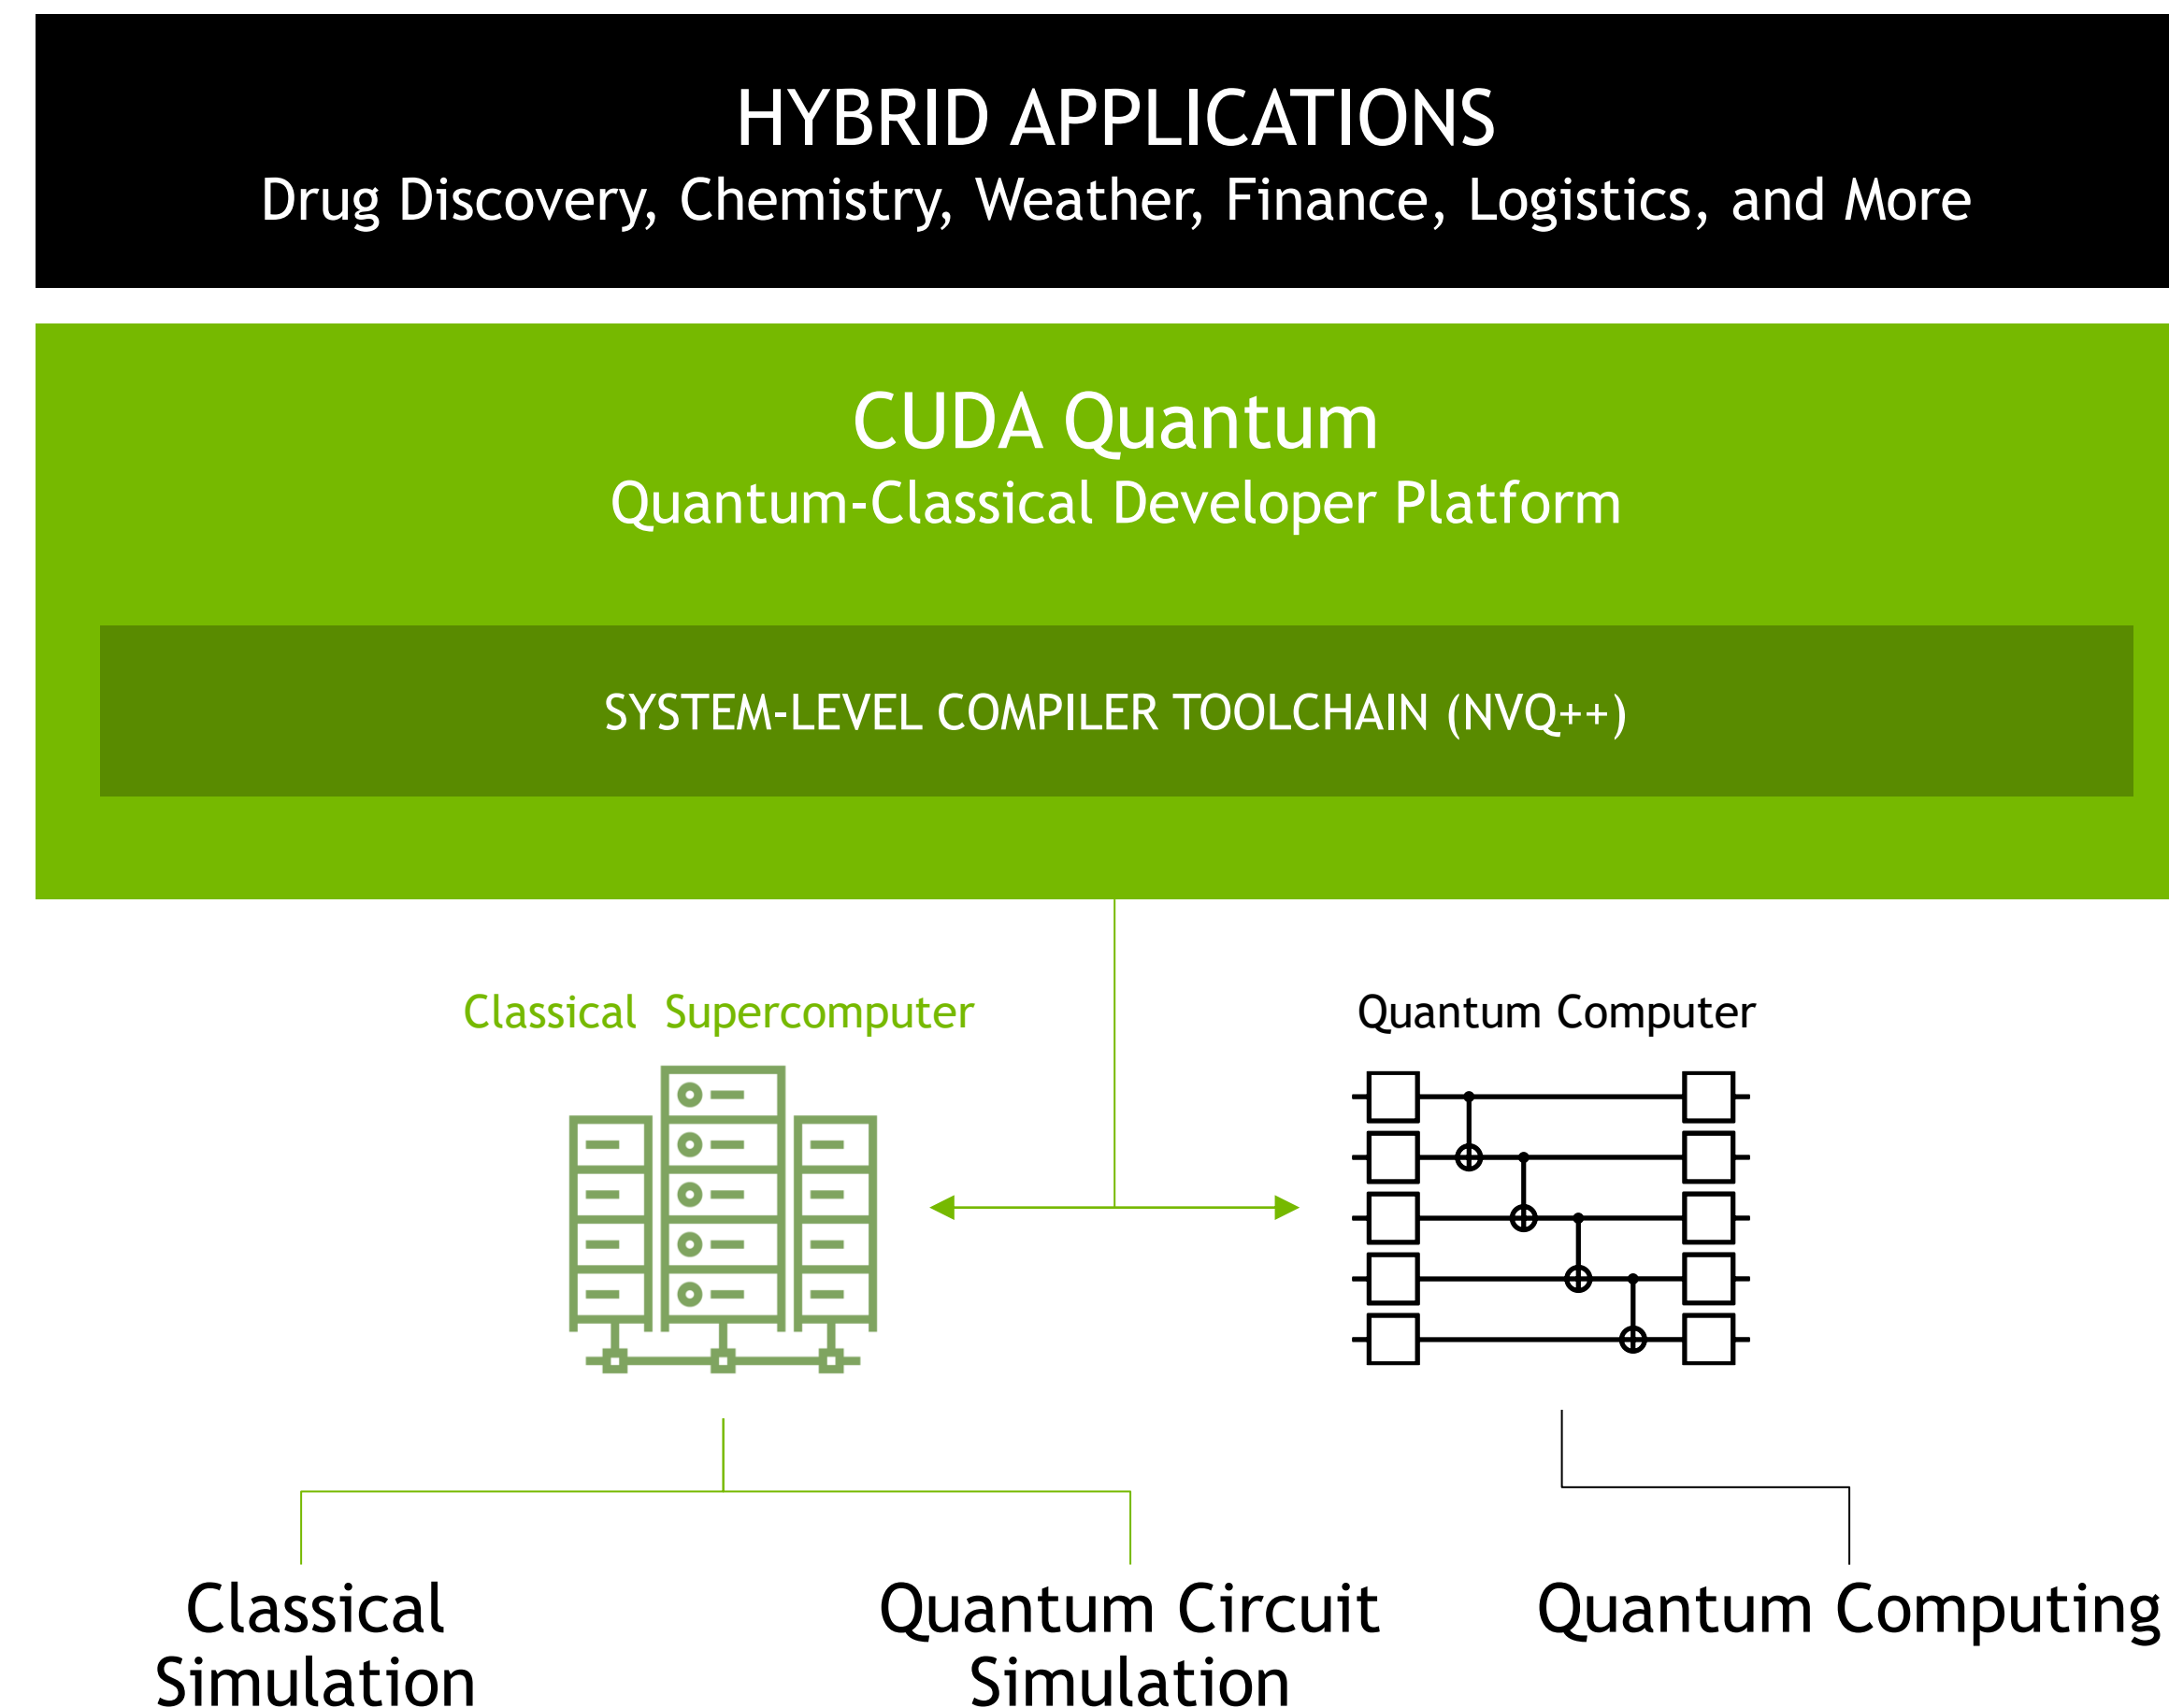 HYBRID APPLICATIONS
Drug Discovery, Chemistry, Weather, Finance, Logistics, and More
CUDA Quantum
Quantum-Classical Developer Platform
SYSTEM-LEVEL COMPILER TOOLCHAIN (NVQ++)
Classical Supercomputer
Quantum Computer
Classical
Simulation
Quantum Circuit
Simulation
Quantum Computing